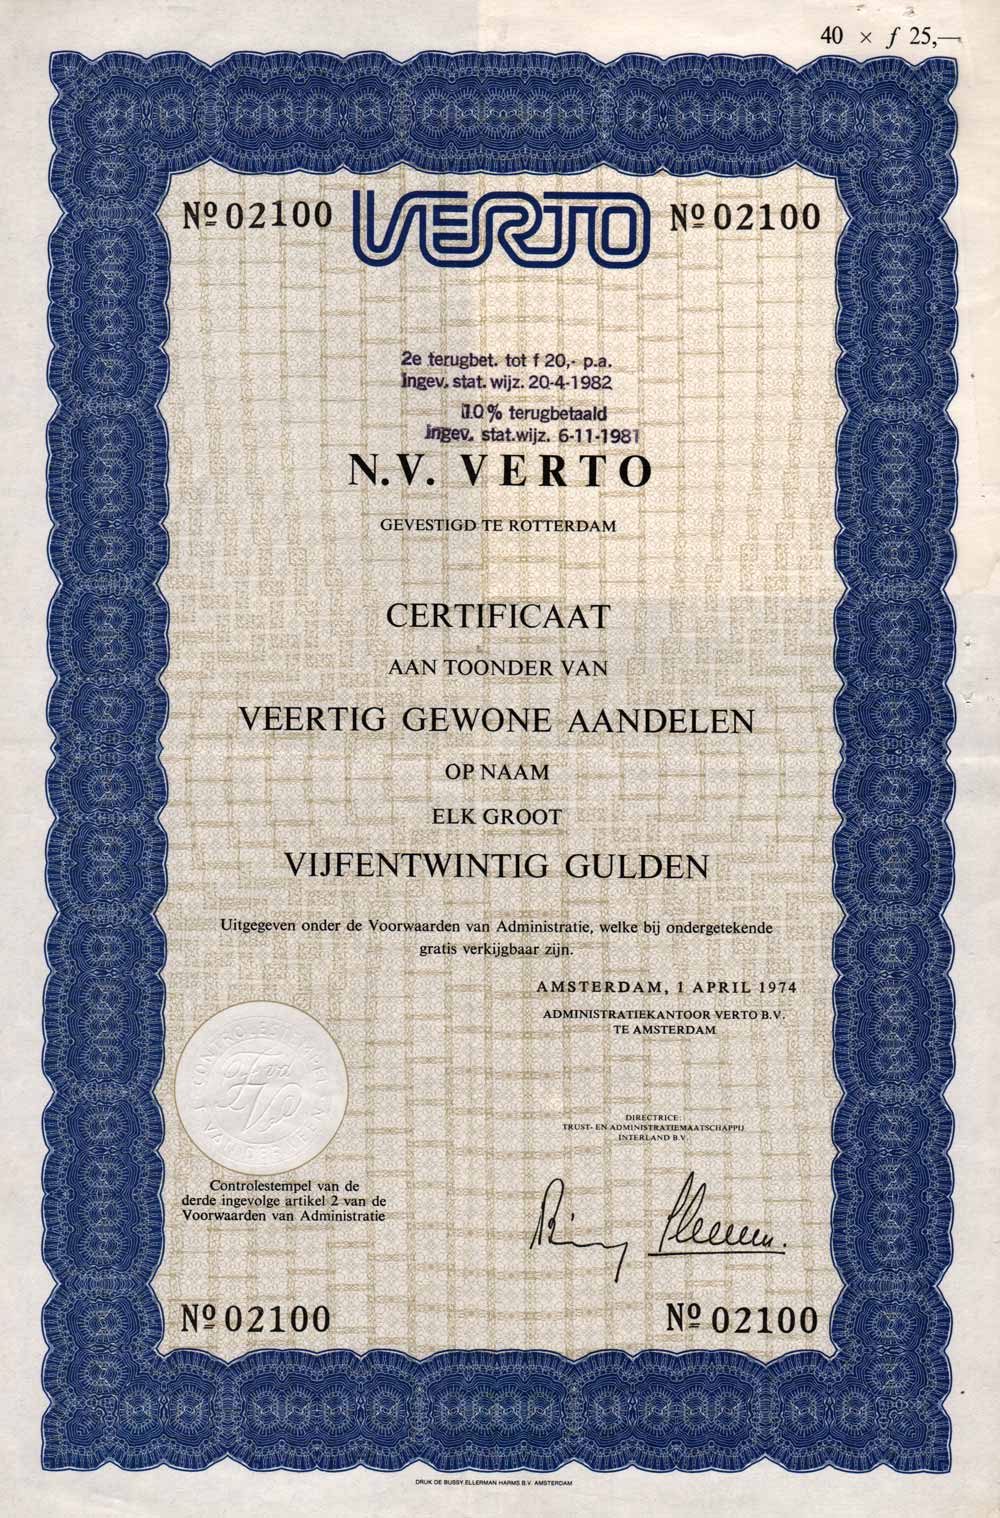 40 × ƒ 25,—
Nº 02100 VERTO Nº 02100
2e terugbet. tot f 20,- p.a.
ingev. stat. wijz. 20-4-1982
10% terugbetaald
ingev. stat.wijz. 6-11-1981
N.V. VERTO
GEVESTIGD TE ROTTERDAM
CERTIFICAAT
AAN TOONDER VAN
VEERTIG GEWONE AANDELEN
OP NAAM
ELK GROOT
VIJFENTWINTIG GULDEN
Uitgegeven onder de Voorwaarden van Administratie, welke bij ondergetekende
gratis verkijgbaar zijn.
AMSTERDAM, 1 APRIL 1974
ADMINISTRATIEKANTOOR VERTO B.V.
TE AMSTERDAM
DIRECTRICE:
TRUST- EN ADMINISTRATIEMAATSCHAPPIJ
INTERLAND B.V.
Controlestempel van de
derde ingevolge artikel 2 van de
Voorwaarden van Administratie
Nº 02100 Nº 02100
DRUK DE BUSSY ELLERMAN HARMS B.V. AMSTERDAM